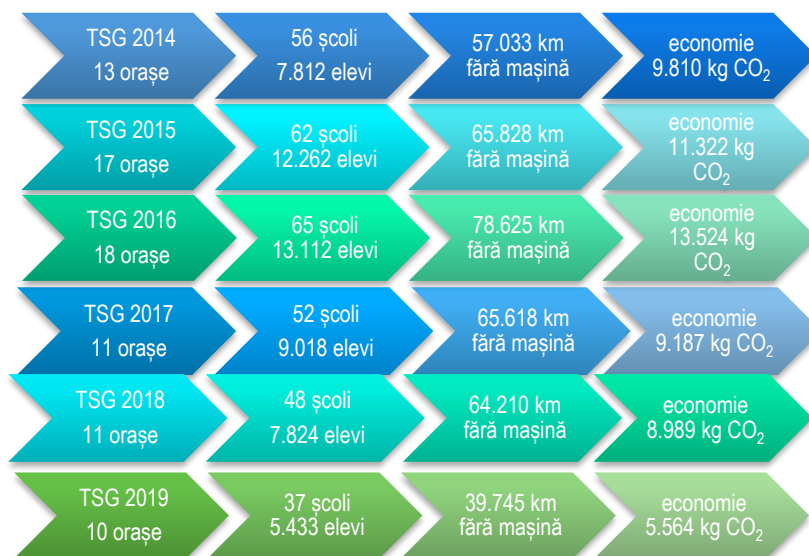 TSG 2014
13 orașe
56 școli
7.812 elevi
57.033 km
fără mașină
economie
9.810 kg CO₂
TSG 2015
17 orașe
62 școli
12.262 elevi
65.828 km
fără mașină
economie
11.322 kg
CO₂
TSG 2016
18 orașe
65 școli
13.112 elevi
78.625 km
fără mașină
economie
13.524 kg
CO₂
TSG 2017
11 orașe
52 școli
9.018 elevi
65.618 km
fără mașină
economie
9.187 kg CO₂
TSG 2018
11 orașe
48 școli
7.824 elevi
64.210 km
fără mașină
economie
8.989 kg CO₂
TSG 2019
10 orașe
37 școli
5.433 elevi
39.745 km
fără mașină
economie
5.564 kg CO₂